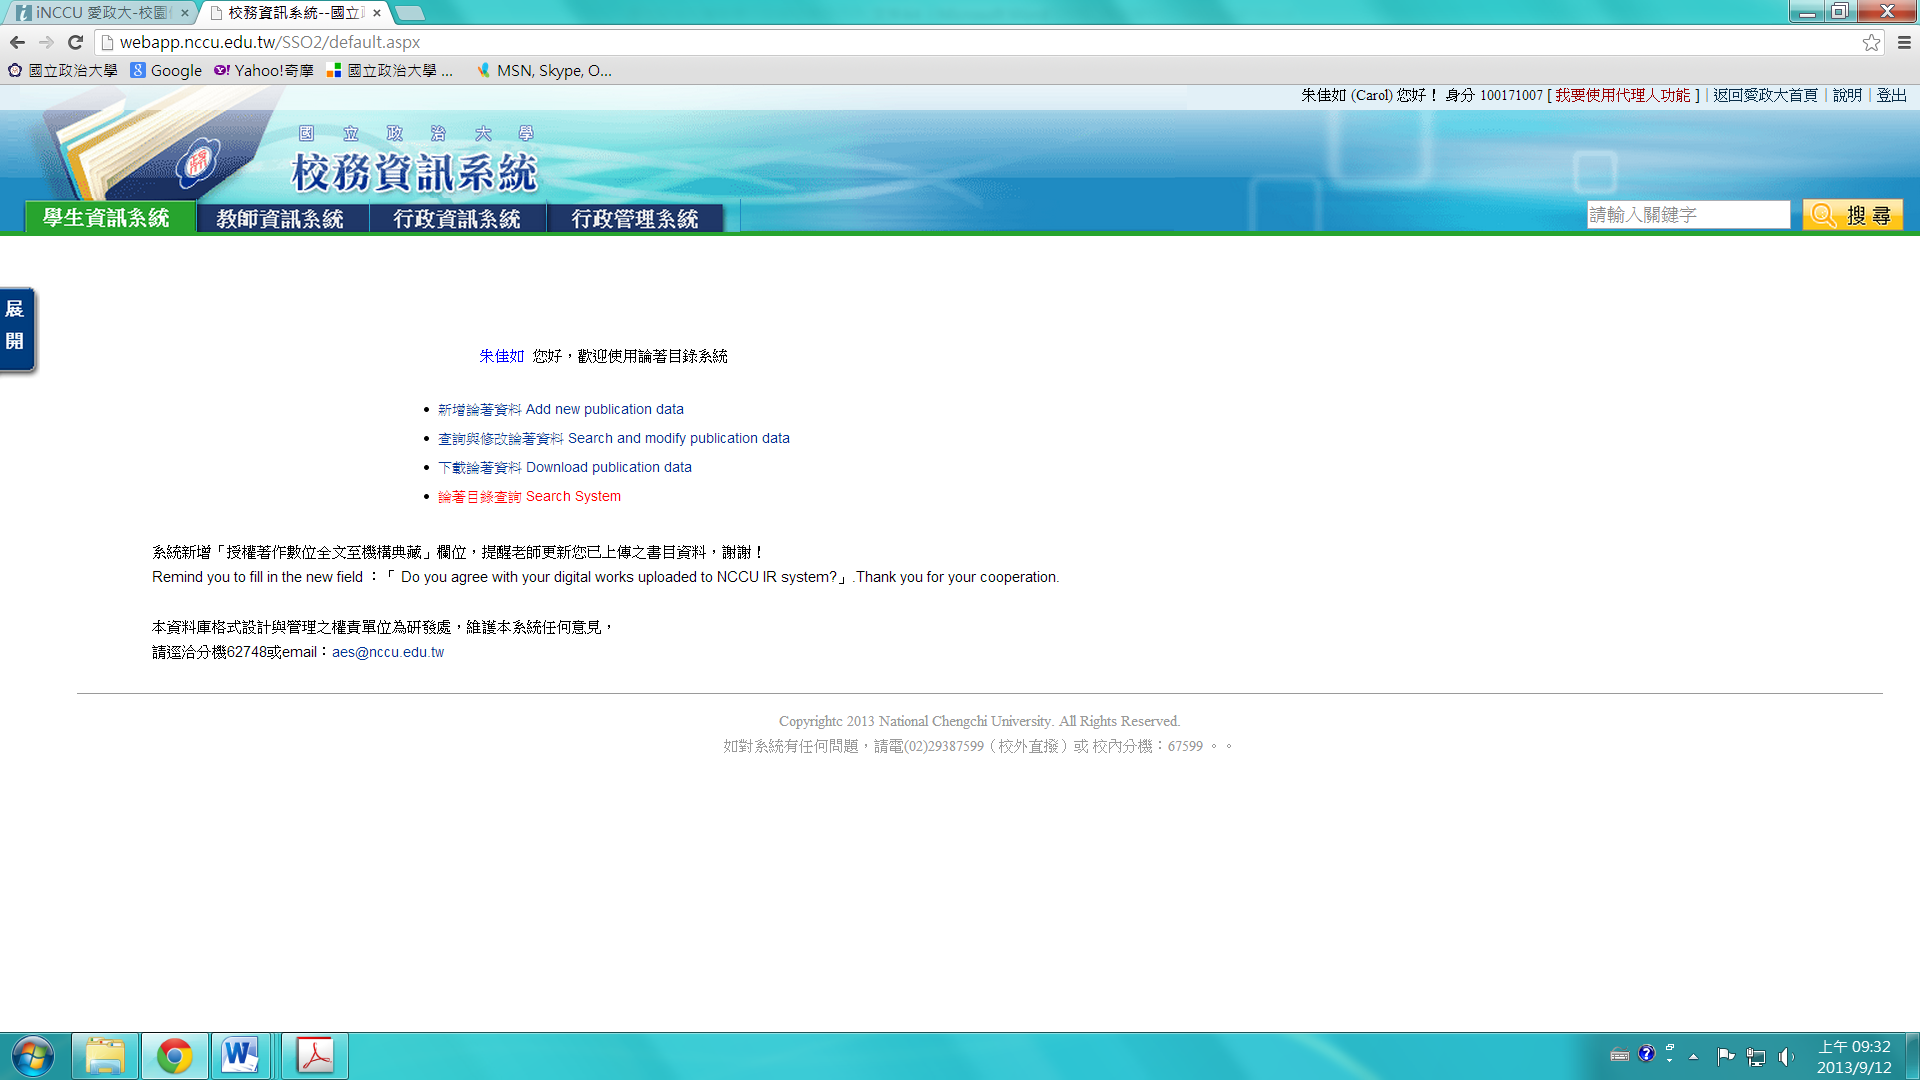 iNCCU 愛政大-校園
校務資訊系統--國立
webapp.nccu.edu.tw/SSO2/default.aspx
國立政治大學 Google Yahoo!奇摩 國立政治大學 ... MSN, Skype, O...
朱佳如 (Carol) 您好！ 身分 100171007 [ 我要使用代理人功能 ] | 返回愛政大首頁 | 說明 | 登出
國立政治大學
校務資訊系統
學生資訊系統 教師資訊系統 行政資訊系統 行政管理系統
請輸入關鍵字 搜尋
展開
朱佳如 您好，歡迎使用論著目錄系統
新增論著資料 Add new publication data
查詢與修改論著資料 Search and modify publication data
下載論著資料 Download publication data
論著目錄查詢 Search System
系統新增「授權著作數位全文至機構典藏」欄位，提醒老師更新您已上傳之書目資料，謝謝！
Remind you to fill in the new field ：「 Do you agree with your digital works uploaded to NCCU IR system?」.Thank you for your cooperation.
本資料庫格式設計與管理之權責單位為研發處，維護本系統任何意見，
請逕洽分機62748或email：aes@nccu.edu.tw
Copyrightc 2013 National Chengchi University. All Rights Reserved.
如對系統有任何問題，請電(02)29387599（校外直撥）或 校內分機：67599 。。
上午 09:32
2013/9/12